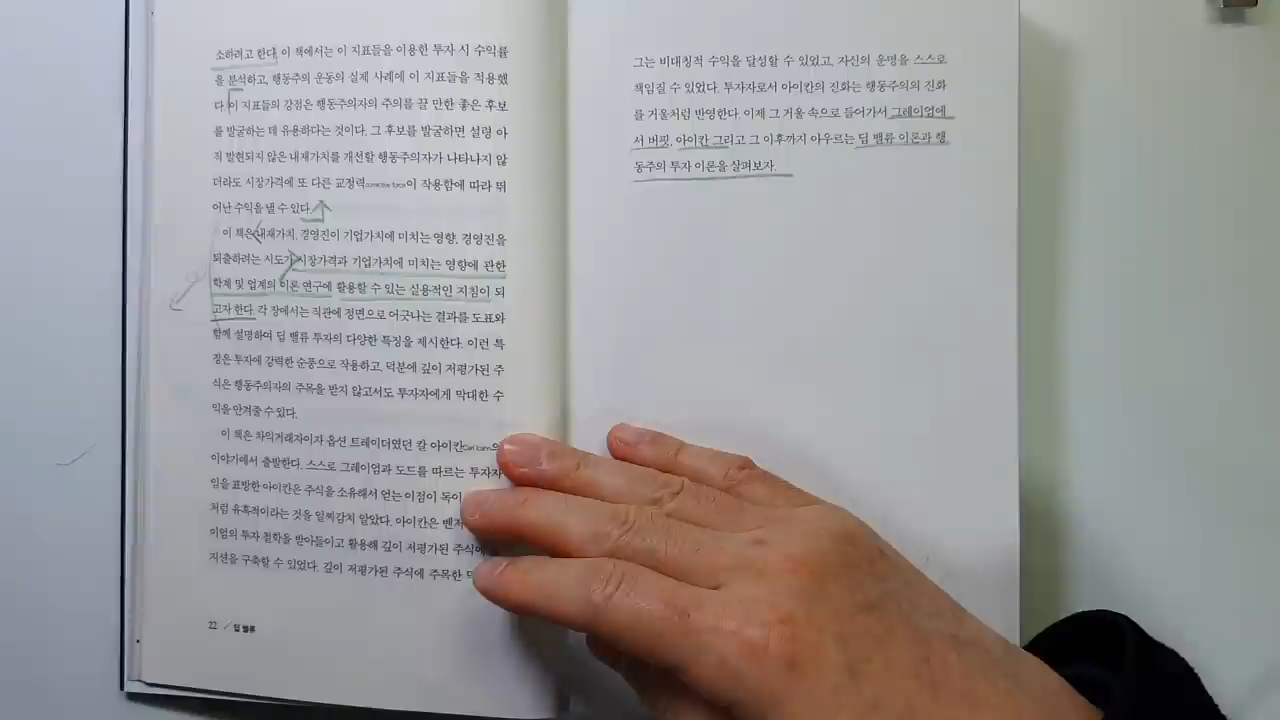 소하려고 한다. 이 책에서는 이 지표들을 이용한 투자 시 수익률
을 분석하고, 행동주의 운동의 실제 사례에 이 지표들을 적용했
다. 이 지표들의 강점은 행동주의자의 주의를 끌 만한 좋은 후보
를 발굴하는 데 유용하다는 것이다. 그 후보를 발굴하면 설령 아
직 발현되지 않은 내재가치를 개선할 행동주의자가 나타나지 않
더라도 시장가격에 또 다른 교정력corrective force이 작용함에 따라 뛰
어난 수익을 낼 수 있다.
이 책은 내재가치, 경영진이 기업가치에 미치는 영향, 경영진을
퇴출하려는 시도가 시장가격과 기업가치에 미치는 영향에 관한
학계 및 업계의 이론 연구에 활용할 수 있는 실용적인 지침이 되
고자 한다. 각 장에서는 직관에 정면으로 어긋나는 결과를 도표와
함께 설명하여 딥 밸류 투자의 다양한 특징을 제시한다. 이런 특
징은 투자에 강력한 순풍으로 작용하고, 덕분에 깊이 저평가된 주
식은 행동주의자의 주목을 받지 않고서도 투자자에게 막대한 수
익을 안겨줄 수 있다.
이 책은 차익거래자이자 옵션 트레이더였던 칼 아이칸Carl Icahn의
이야기에서 출발한다. 스스로 그레이엄과 도드를 따르는 투자자
임을 표방한 아이칸은 주식을 소유해서 얻는 이점이 독이
처럼 유혹적이라는 것을 일찌감치 알았다. 아이칸은 벤저
이엄의 투자 철학을 받아들이고 활용해 깊이 저평가된 주식에
지션을 구축할 수 있었다. 깊이 저평가된 주식에 주목한
22 / 딥 밸류
그는 비대칭적 수익을 달성할 수 있었고, 자신의 운명을 스스로
책임질 수 있었다. 투자자로서 아이칸의 진화는 행동주의의 진화
를 거울처럼 반영한다. 이제 그 거울 속으로 들어가서 그레이엄에
서 버핏, 아이칸 그리고 그 이후까지 아우르는 딥 밸류 이론과 행
동주의 투자 이론을 살펴보자.